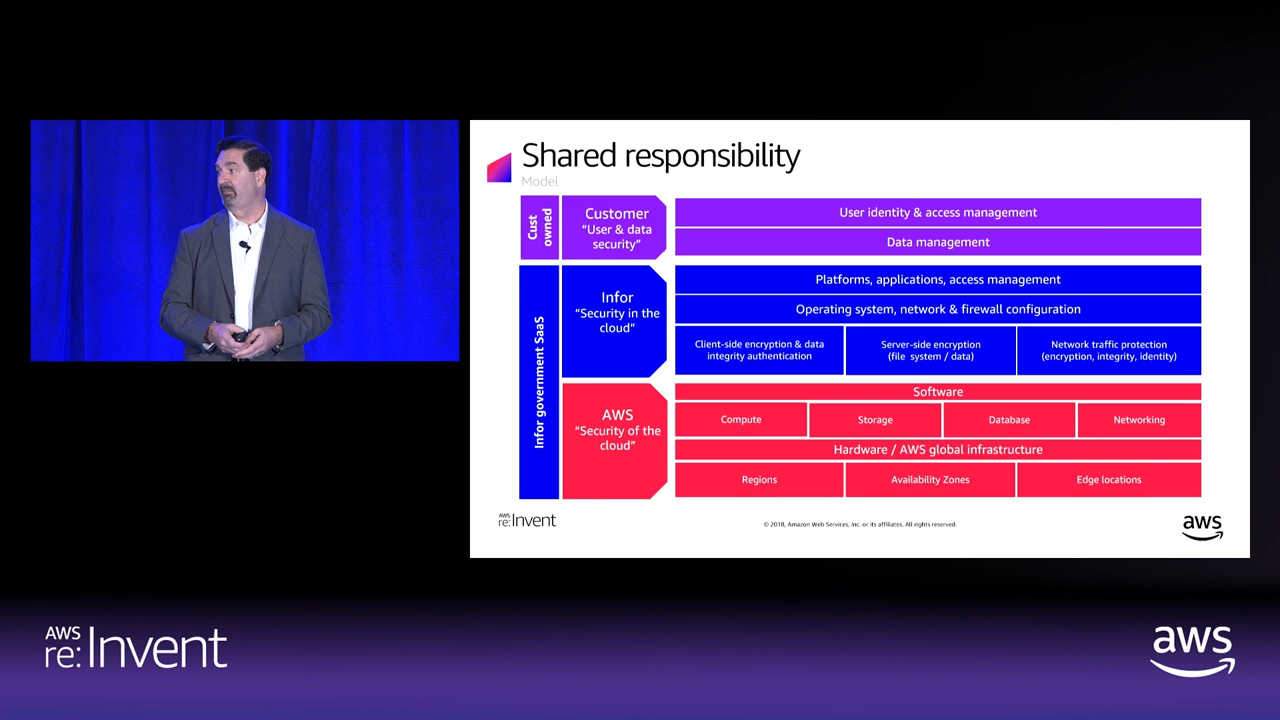 Shared responsibility
Model
Cust
owned
Customer
“User & data
security”
User identity & access management
Data management
Infor government SaaS
Infor
“Security in the
cloud”
Platforms, applications, access management
Operating system, network & firewall configuration
Client-side encryption & data
integrity authentication
Server-side encryption
(file system / data)
Network traffic protection
(encryption, integrity, identity)
AWS
“Security of the
cloud”
Software
Compute
Storage
Database
Networking
Hardware / AWS global infrastructure
Regions
Availability Zones
Edge locations
AWS
re:Invent
© 2018, Amazon Web Services, Inc. or its affiliates. All rights reserved.
aws
AWS
re:Invent
aws